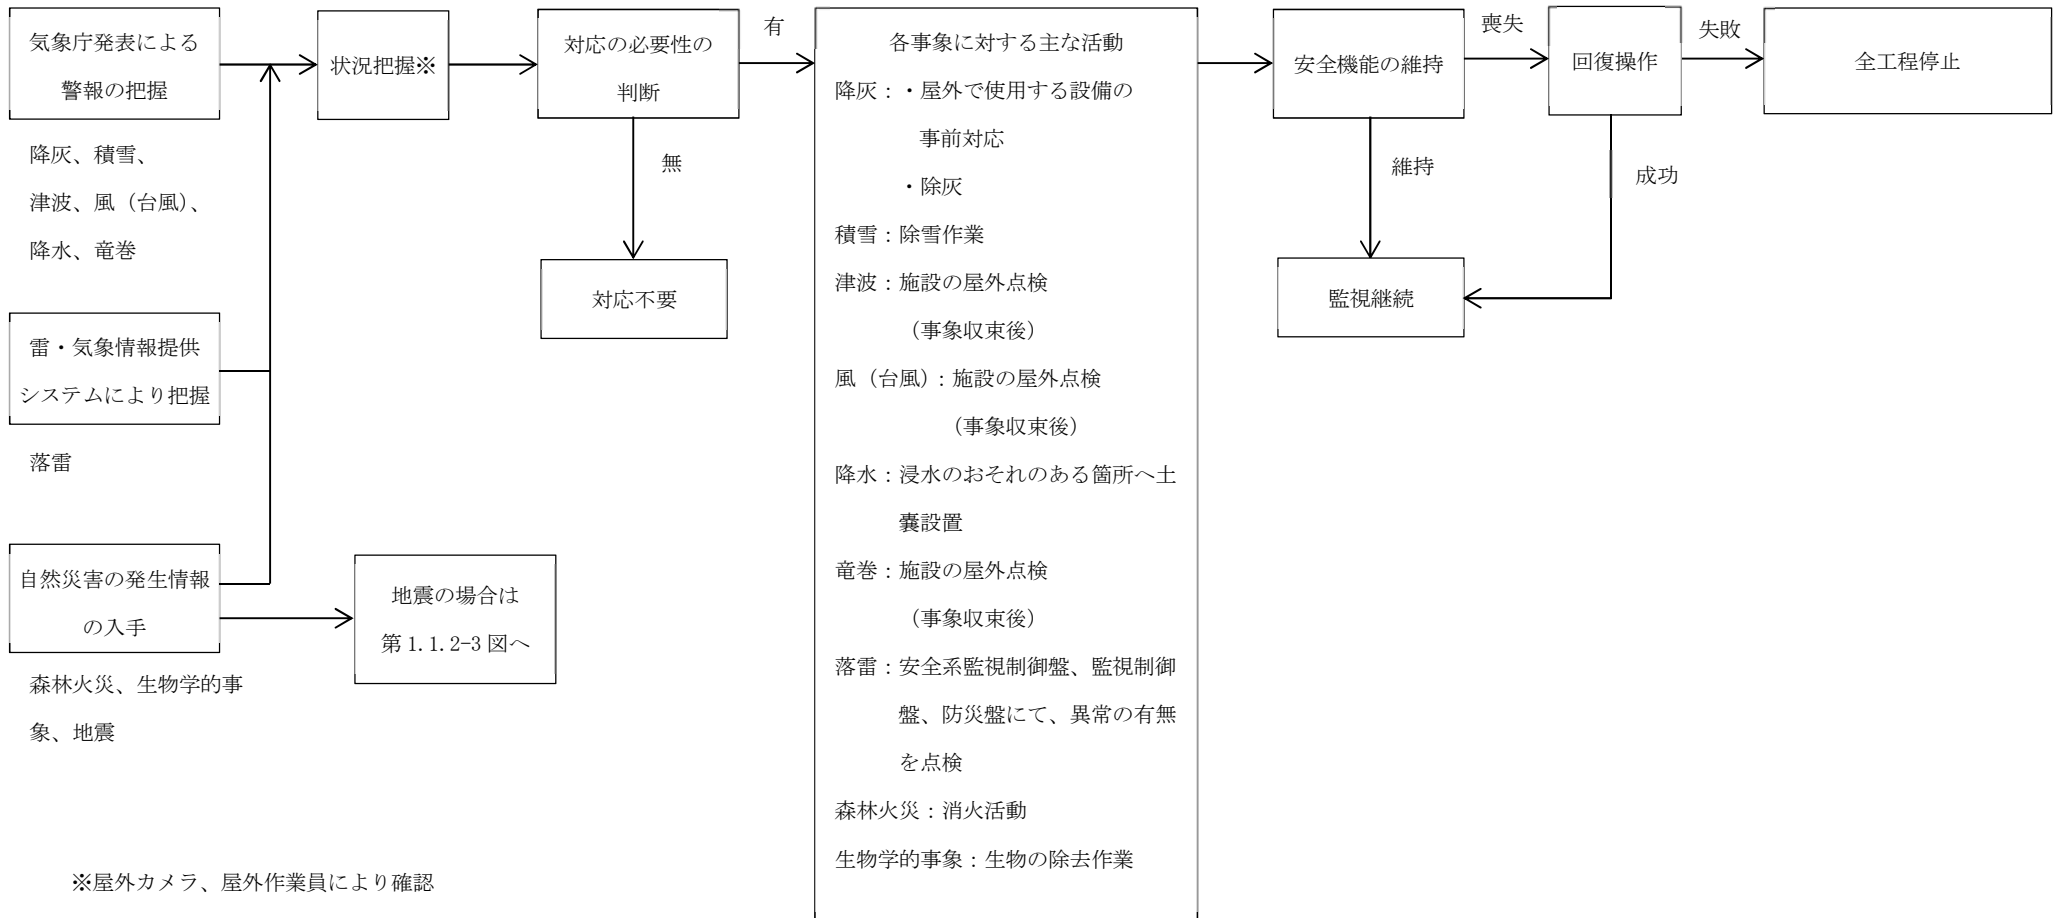 気象庁発表による
警報の把握
降灰、積雪、
津波、風（台風）、
降水、竜巻
雷・気象情報提供
システムにより把握
落雷
自然災害の発生情報
の入手
森林火災、生物学的事
象、地震
地震の場合は
第 1.1.2-3 図へ
状況把握※
対応の必要性の
判断
有
無
対応不要
各事象に対する主な活動
降灰：・屋外で使用する設備の
事前対応
・除灰
積雪：除雪作業
津波：施設の屋外点検
（事象収束後）
風（台風）：施設の屋外点検
（事象収束後）
降水：浸水のおそれのある箇所へ土
嚢設置
竜巻：施設の屋外点検
（事象収束後）
落雷：安全系監視制御盤、監視制御
盤、防災盤にて、異常の有無
を点検
森林火災：消火活動
生物学的事象：生物の除去作業
安全機能の維持
喪失
維持
監視継続
回復操作
成功
失敗
全工程停止
※屋外カメラ、屋外作業員により確認